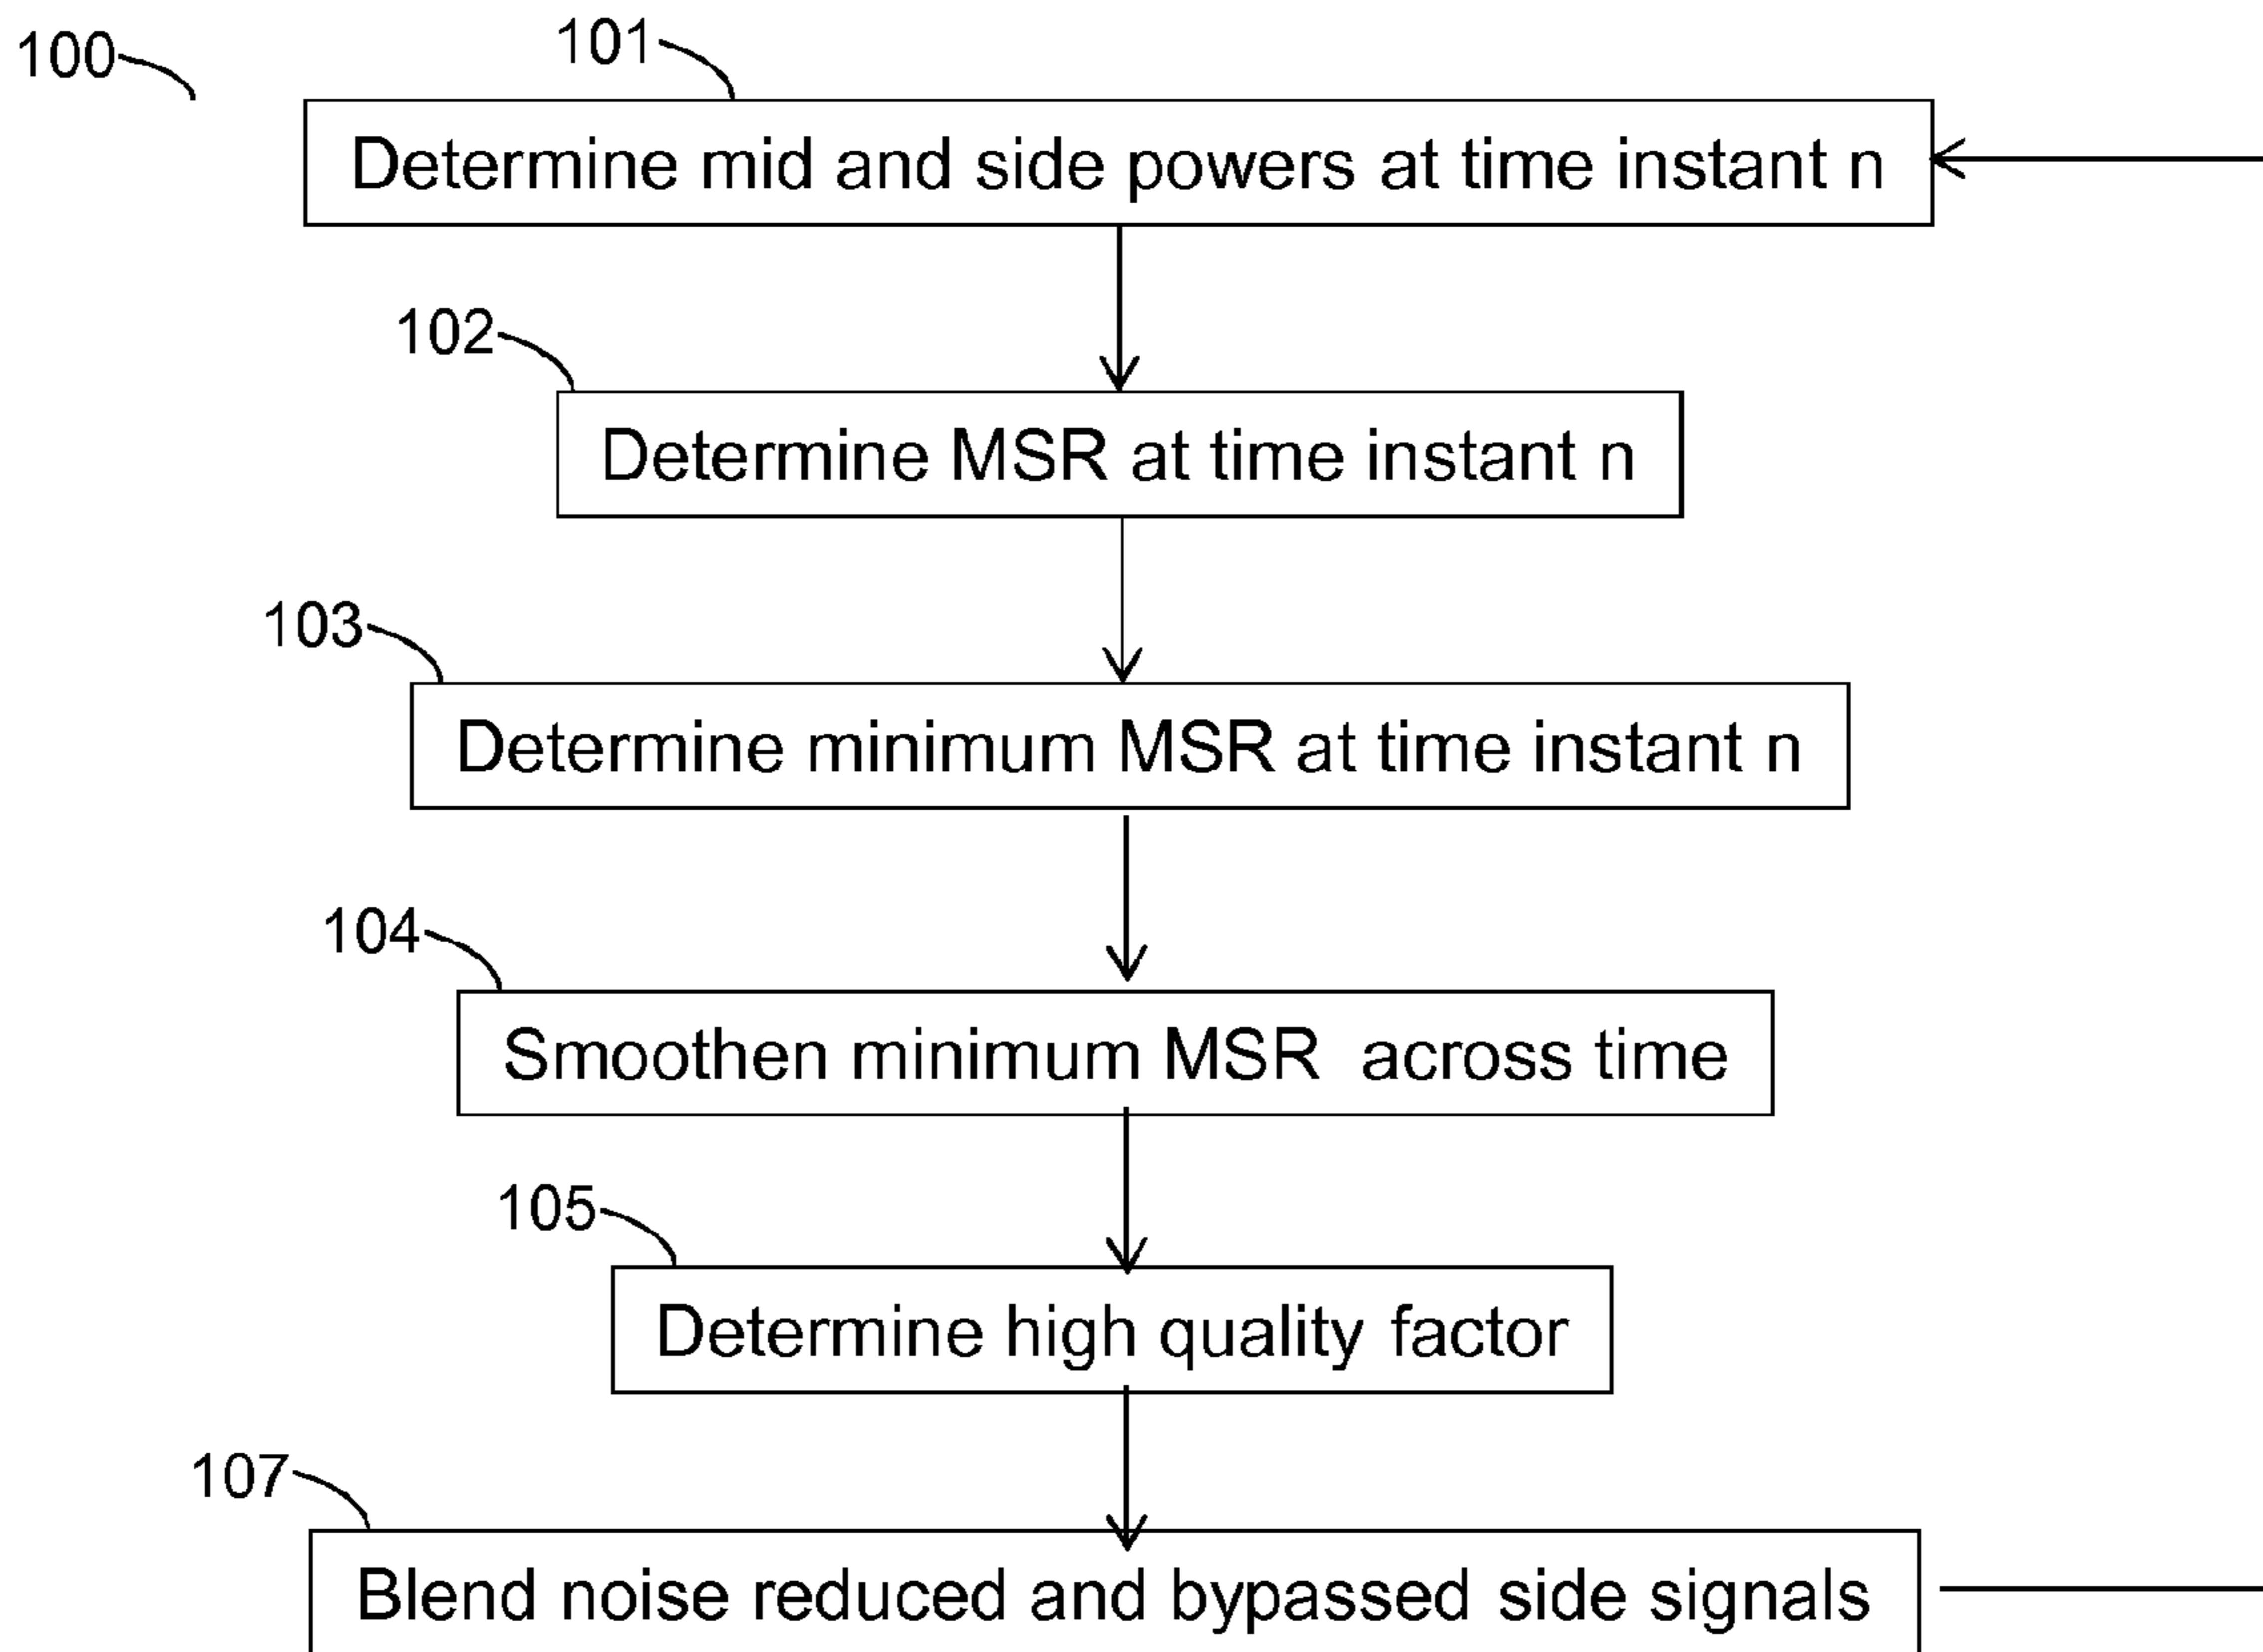 100
101
Determine mid and side powers at time instant n
102
Determine MSR at time instant n
103
Determine minimum MSR at time instant n
104
Smoothen minimum MSR across time
105
Determine high quality factor
107
Blend noise reduced and bypassed side signals